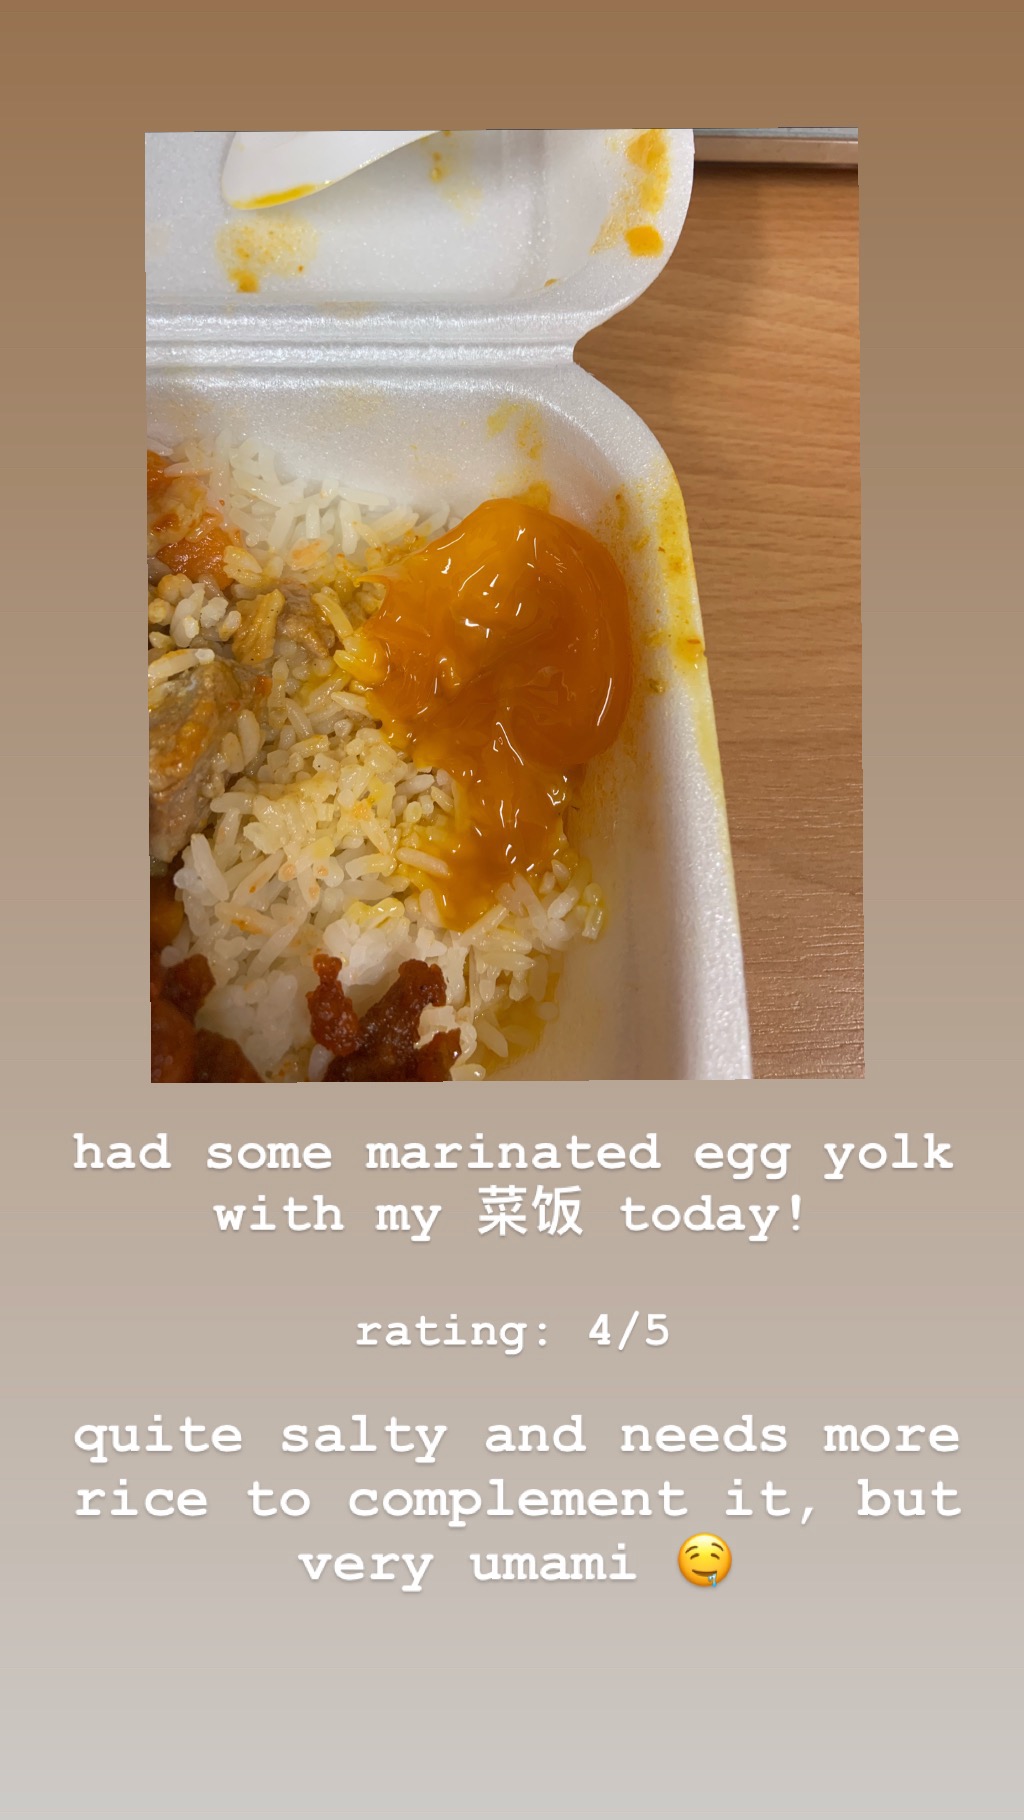 had some marinated egg yolk
with my 菜饭 today!
rating: 4/5
quite salty and needs more
rice to complement it, but
very umami 🤤